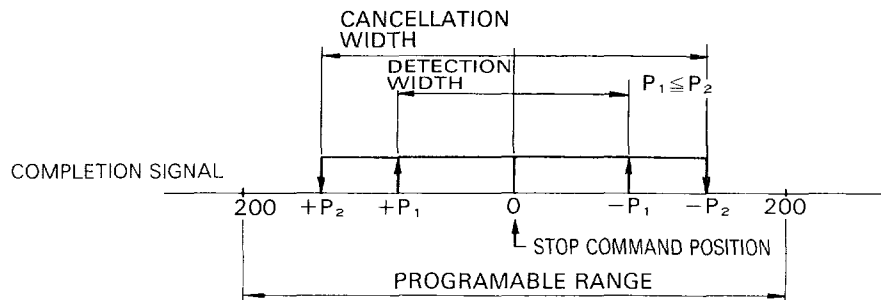 CANCELLATION
WIDTH
DETECTION
WIDTH
P₁≦P₂
COMPLETION SIGNAL
200 +P₂ +P₁ 0 −P₁ −P₂ 200
STOP COMMAND POSITION
PROGRAMABLE RANGE